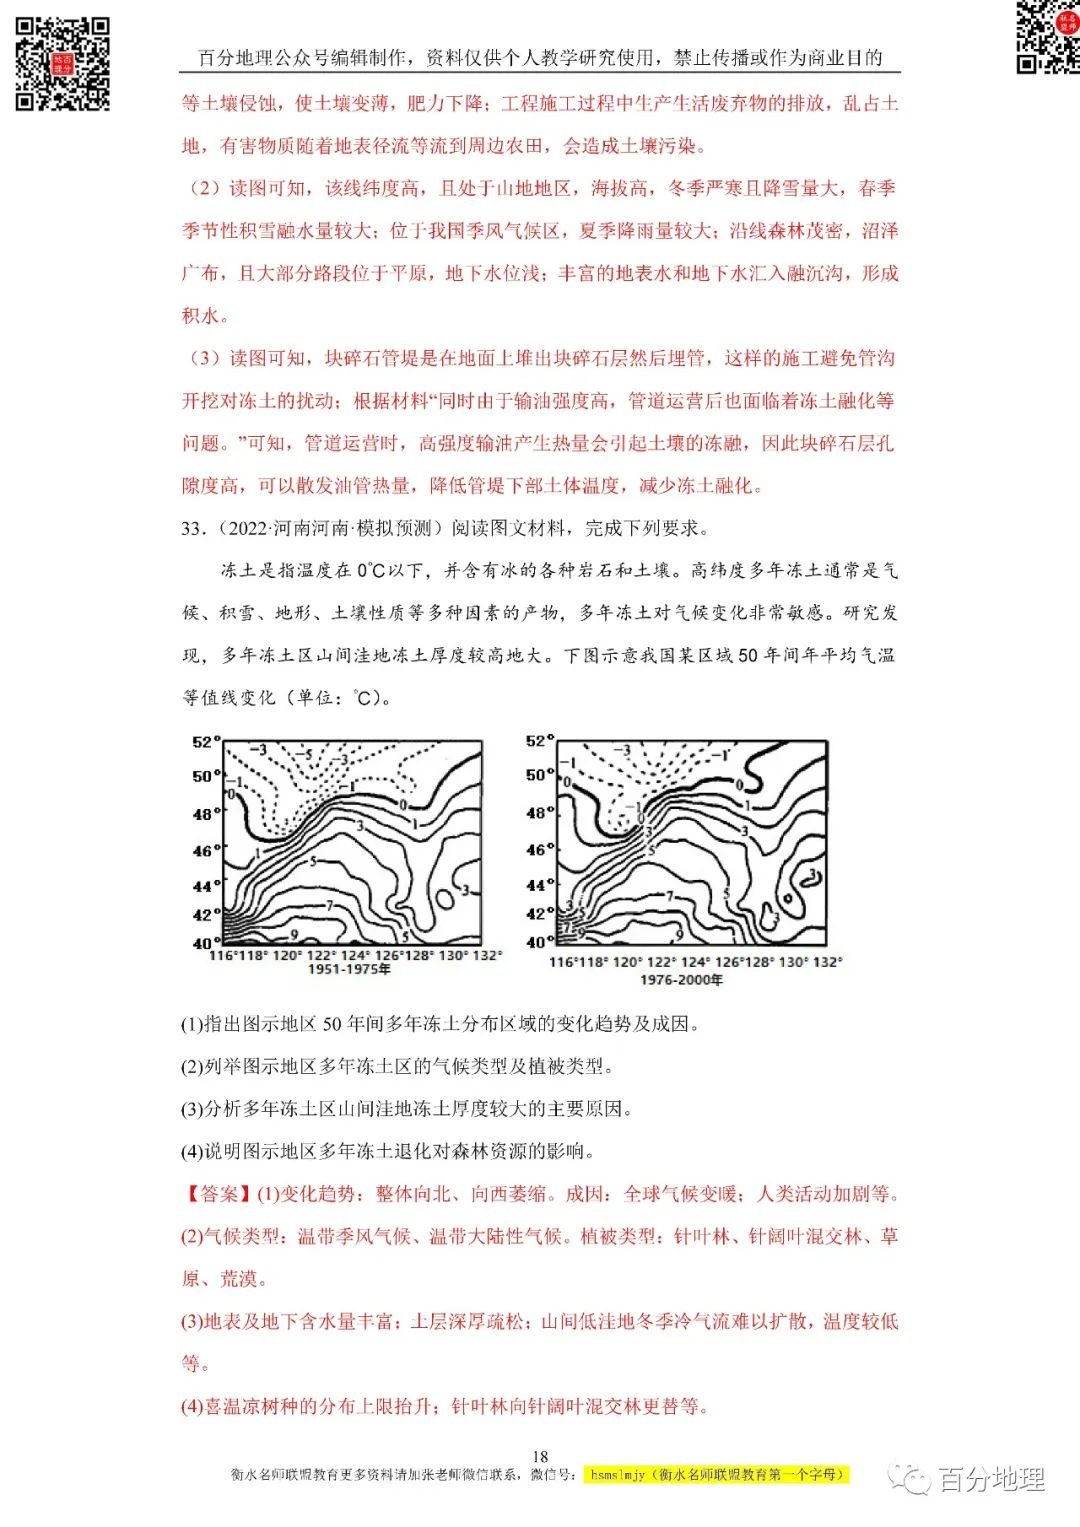 百分地理公众号编辑制作，资料仅供个人教学研究使用，禁止传播或作为商业目的
等土壤侵蚀，使土壤变薄，肥力下降；工程施工过程中生产生活废弃物的排放，乱占土
地，有害物质随着地表径流等流到周边农田，会造成土壤污染。
（2）读图可知，该线纬度高，且处于山地地区，海拔高，冬季严寒且降雪量大，春季
季节性积雪融水量较大；位于我国季风气候区，夏季降雨量较大；沿线森林茂密，沼泽
广布，且大部分路段位于平原，地下水位浅；丰富的地表水和地下水汇入融沉沟，形成
积水。
（3）读图可知，块碎石管堤是在地面上堆出块碎石层然后埋管，这样的施工避免管沟
开挖对冻土的扰动；根据材料“同时由于输油强度高，管道运营后也面临着冻土融化等
问题。”可知，管道运营时，高强度输油产生热量会引起土壤的冻融，因此块碎石层孔
隙度高，可以散发油管热量，降低管堤下部土体温度，减少冻土融化。
33．（2022·河南河南·模拟预测）阅读图文材料，完成下列要求。
冻土是指温度在 0℃以下，并含有冰的各种岩石和土壤。高纬度多年冻土通常是气
候、积雪、地形、土壤性质等多种因素的产物，多年冻土对气候变化非常敏感。研究发
现，多年冻土区山间洼地冻土厚度较高地大。下图示意我国某区域 50 年间年平均气温
等值线变化（单位：℃）。
52° 50° 48° 46° 44° 42° 40°
-3 -5 -3 -1 0 -1 0 1 1 3 5 7 9 3 5
116°118° 120° 122° 124° 126°128° 130° 132°
1951-1975年
52° 50° 48° 46° 44° 42° 40°
-3 -1 -1 0 0 -1 0 1 3 3 5 3 5 7 5 3 3 5 7 9 9
116°118° 120° 122° 124° 126°128° 130° 132°
1976-2000年
(1)指出图示地区 50 年间多年冻土分布区域的变化趋势及成因。
(2)列举图示地区多年冻土区的气候类型及植被类型。
(3)分析多年冻土区山间洼地冻土厚度较大的主要原因。
(4)说明图示地区多年冻土退化对森林资源的影响。
【答案】(1)变化趋势：整体向北、向西萎缩。成因：全球气候变暖；人类活动加剧等。
(2)气候类型：温带季风气候、温带大陆性气候。植被类型：针叶林、针阔叶混交林、草
原、荒漠。
(3)地表及地下含水量丰富；土层深厚疏松；山间低洼地冬季冷气流难以扩散，温度较低
等。
(4)喜温凉树种的分布上限抬升；针叶林向针阔叶混交林更替等。
18
衡水名师联盟教育更多资料请加张老师微信联系，微信号：hsmslmjy（衡水名师联盟教育第一个字母）
百分地理